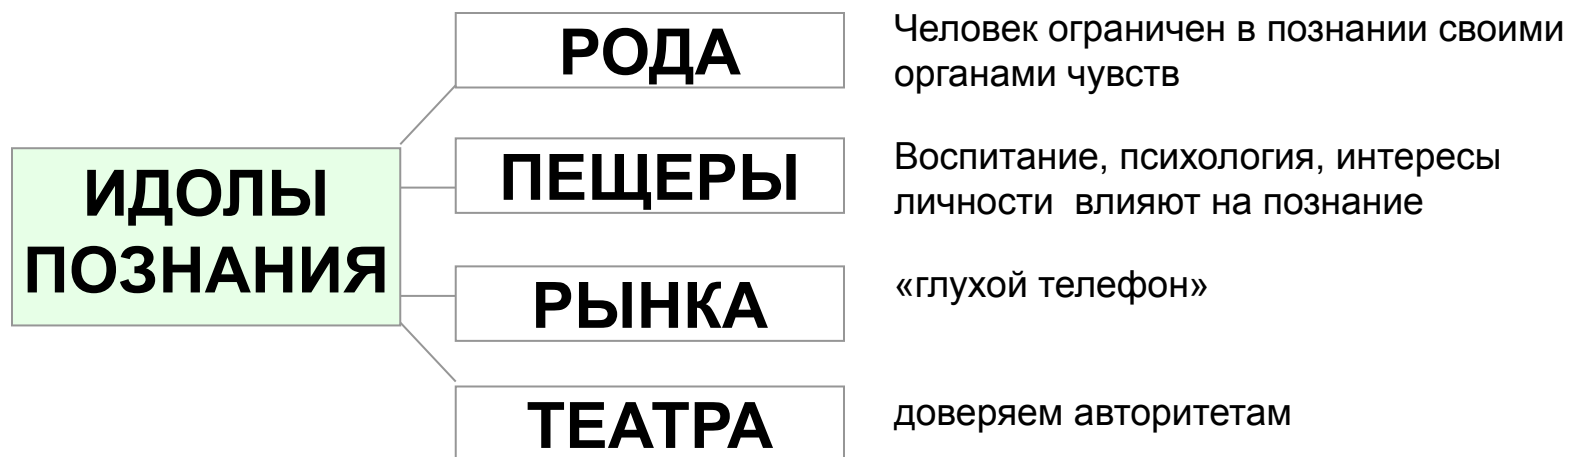 РОДА
Человек ограничен в познании своими
органами чувств
ИДОЛЫ
ПОЗНАНИЯ
ПЕЩЕРЫ
Воспитание, психология, интересы
личности влияют на познание
РЫНКА
«глухой телефон»
ТЕАТРА
доверяем авторитетам